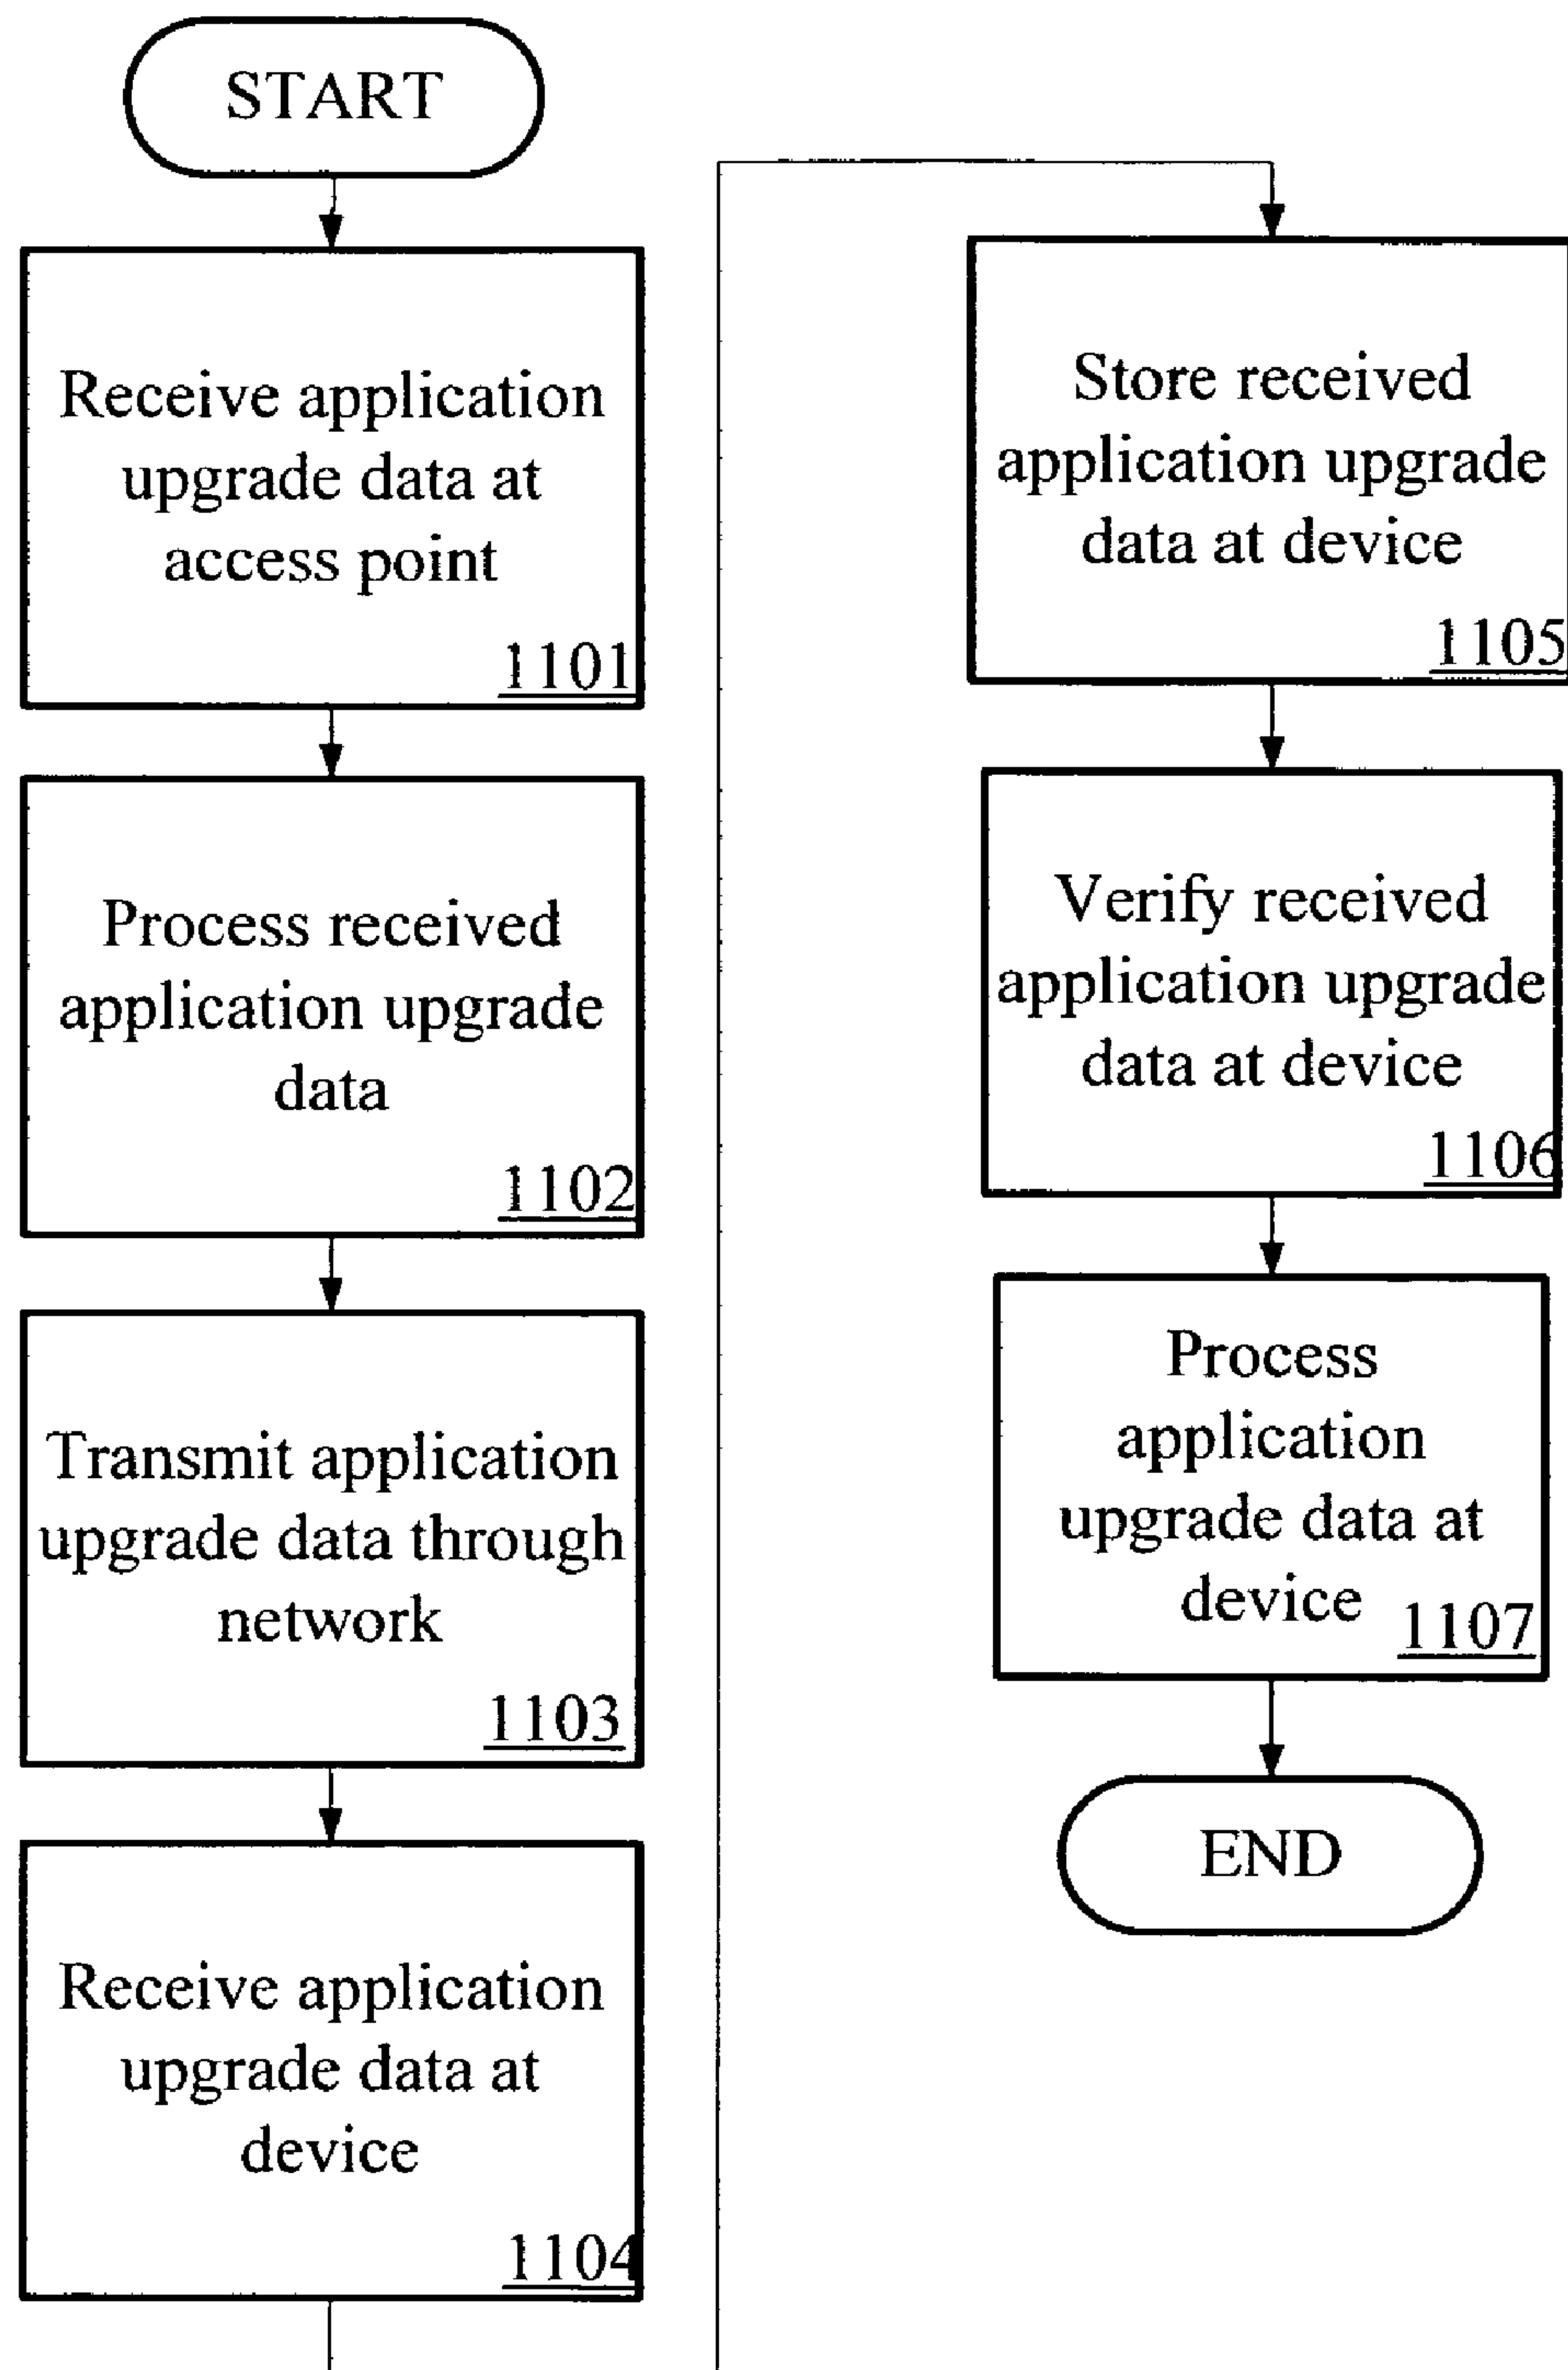 START
Receive application
upgrade data at
access point
1101
Process received
application upgrade
data
1102
Transmit application
upgrade data through
network
1103
Receive application
upgrade data at
device
1104
Store received
application upgrade
data at device
1105
Verify received
application upgrade
data at device
1106
Process
application
upgrade data at
device
1107
END